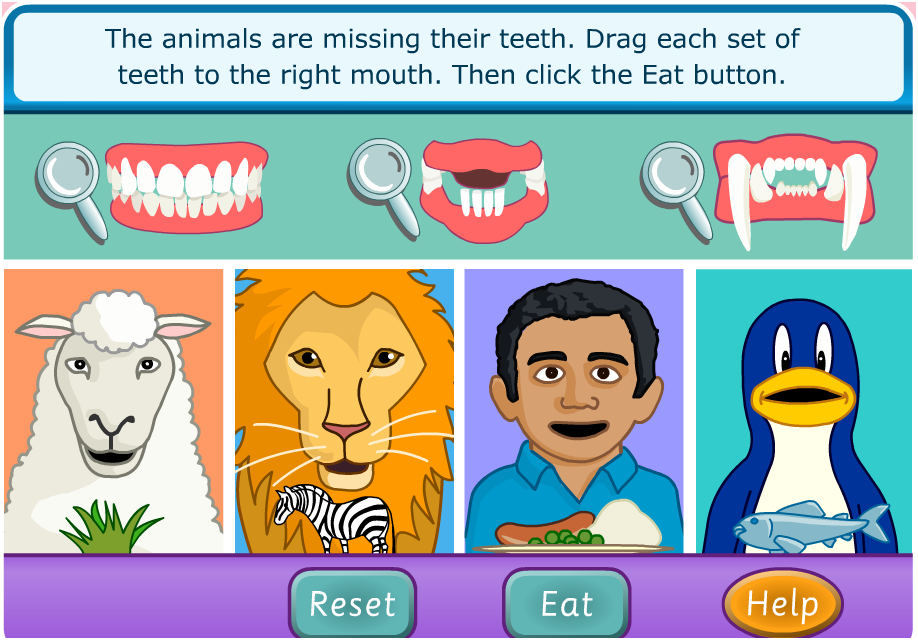 The animals are missing their teeth. Drag each set of
teeth to the right mouth. Then click the Eat button.
Reset
Eat
Help